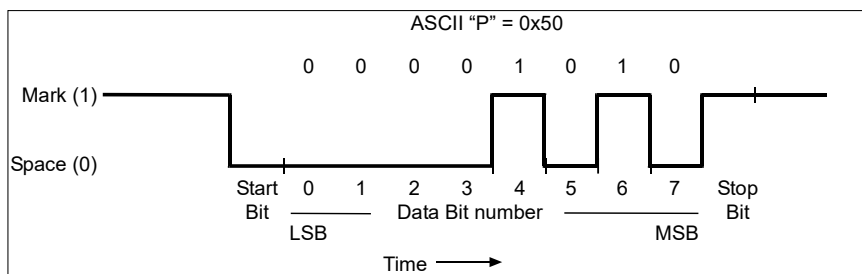 ASCII “P” = 0x50
0 0 0 0 1 0 1 0
Mark (1)
Space (0)
Start Bit
0 1 2 3 4 5 6 7
Stop Bit
Data Bit number
LSB MSB
Time